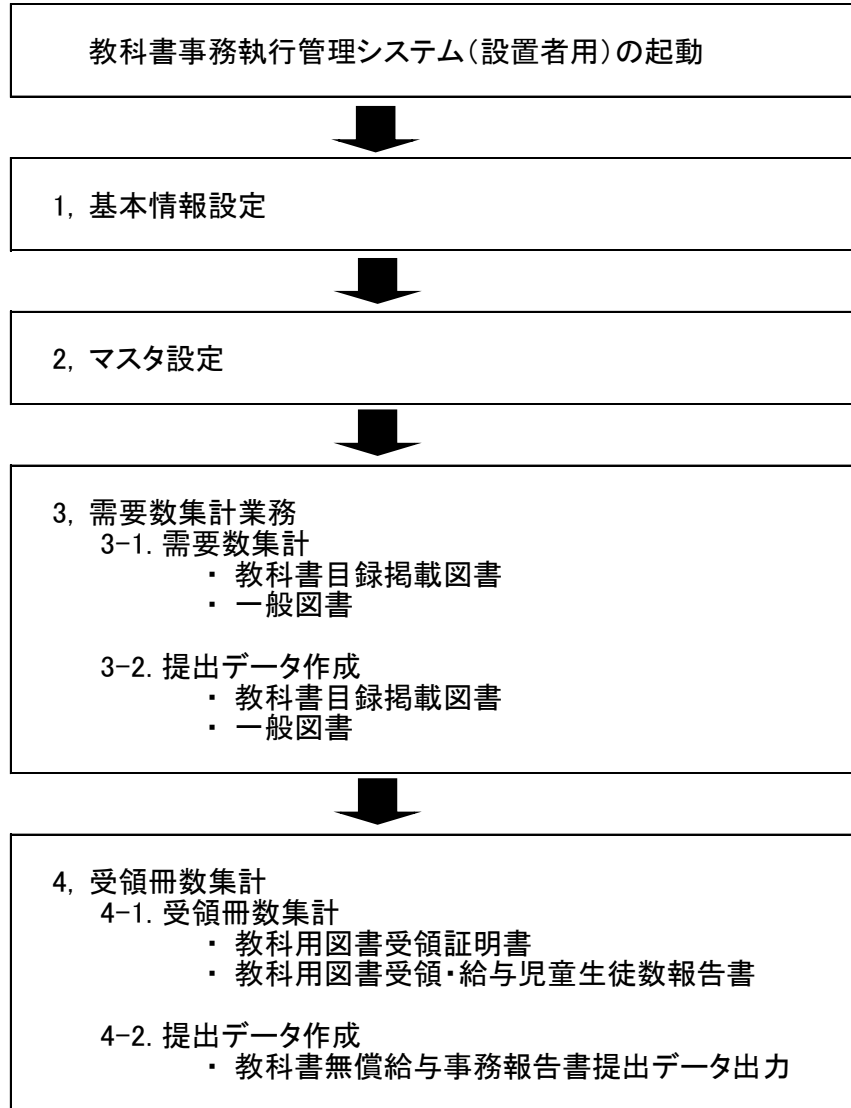 教科書事務執行管理システム(設置者用)の起動
1, 基本情報設定
2, マスタ設定
3, 需要数集計業務
3-1. 需要数集計
・ 教科書目録掲載図書
・ 一般図書
3-2. 提出データ作成
・ 教科書目録掲載図書
・ 一般図書
4, 受領冊数集計
4-1. 受領冊数集計
・ 教科用図書受領証明書
・ 教科用図書受領・給与児童生徒数報告書
4-2. 提出データ作成
・ 教科書無償給与事務報告書提出データ出力